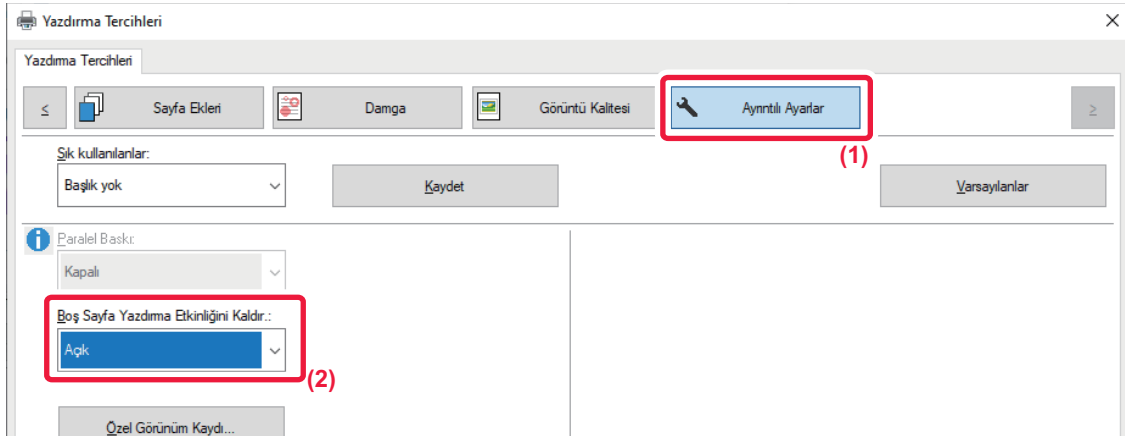 Yazdırma Tercihleri
Yazdırma Tercihleri
<
Sayfa Ekleri
Damga
Görüntü Kalitesi
Ayrıntılı Ayarlar
>
(1)
Sık kullanılanlar:
Başlık yok
Kaydet
Varsayılanlar
Paralel Baskı:
Kapalı
Boş Sayfa Yazdırma Etkinliğini Kaldır.:
Açık
(2)
Özel Görünüm Kaydı...